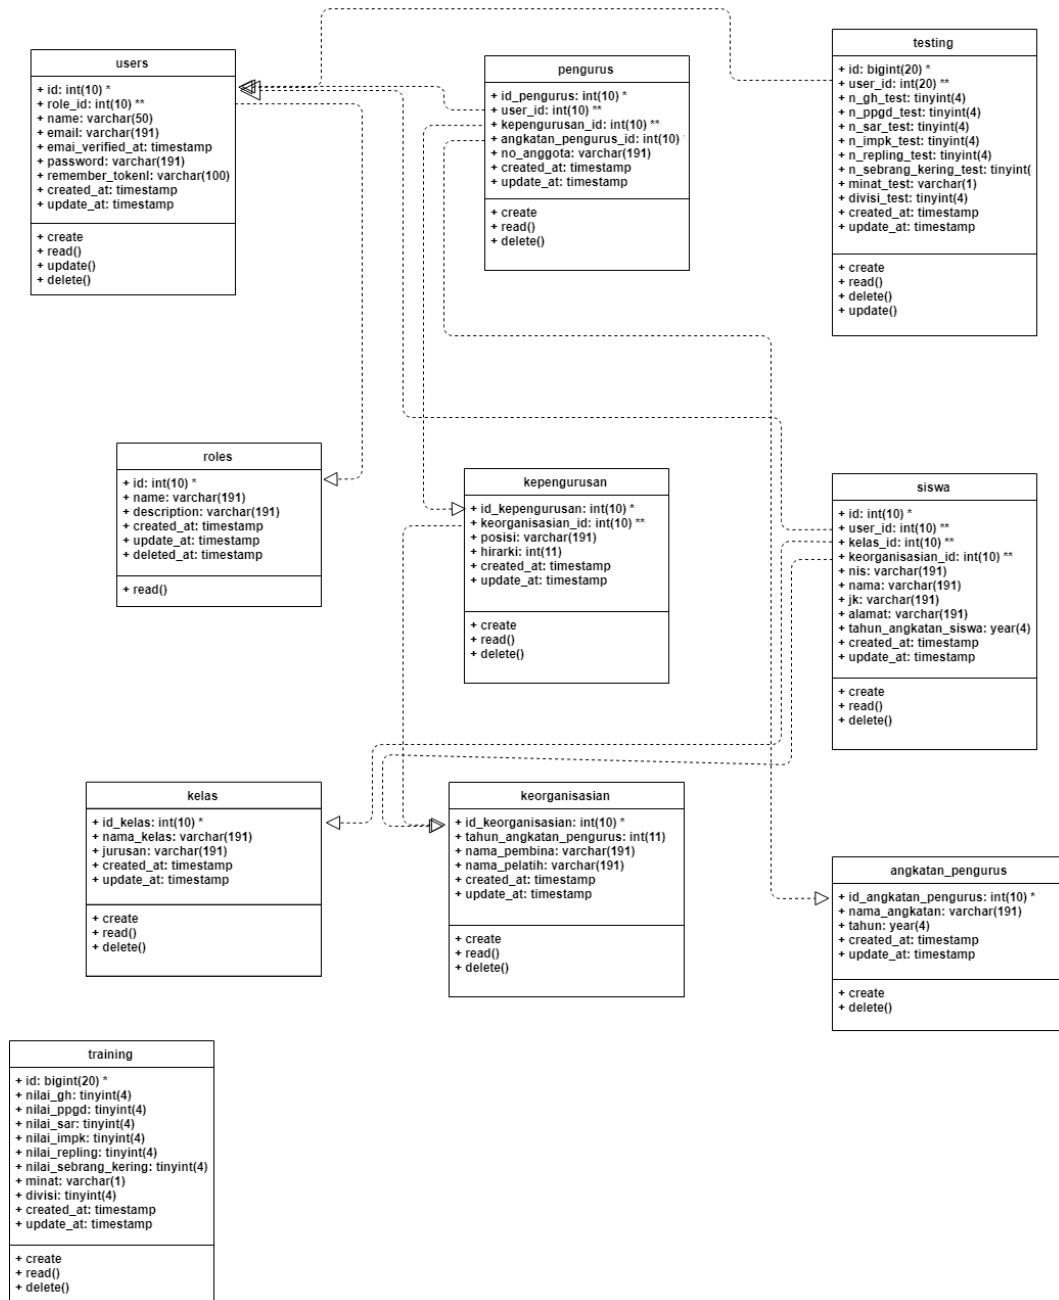 users
+ id: int(10) *
+ role_id: int(10) **
+ name: varchar(50)
+ email: varchar(191)
+ emai_verified_at: timestamp
+ password: varchar(191)
+ remember_tokenl: varchar(100)
+ created_at: timestamp
+ update_at: timestamp
+ create
+ read()
+ update()
+ delete()
pengurus
+ id_pengurus: int(10) *
+ user_id: int(10) **
+ kepengurusan_id: int(10) **
+ angkatan_pengurus_id: int(10)
+ no_anggota: varchar(191)
+ created_at: timestamp
+ update_at: timestamp
+ create
+ read()
+ delete()
testing
+ id: bigint(20) *
+ user_id: int(20) **
+ n_gh_test: tinyint(4)
+ n_ppgd_test: tinyint(4)
+ n_sar_test: tinyint(4)
+ n_impk_test: tinyint(4)
+ n_repling_test: tinyint(4)
+ n_sebrang_kering_test: tinyint(
+ minat_test: varchar(1)
+ divisi_test: tinyint(4)
+ created_at: timestamp
+ update_at: timestamp
+ create
+ read()
+ delete()
+ update()
roles
+ id: int(10) *
+ name: varchar(191)
+ description: varchar(191)
+ created_at: timestamp
+ update_at: timestamp
+ deleted_at: timestamp
+ read()
kepengurusan
+ id_kepengurusan: int(10) *
+ keorganisasian_id: int(10) **
+ posisi: varchar(191)
+ hirarki: int(11)
+ created_at: timestamp
+ update_at: timestamp
+ create
+ read()
+ delete()
siswa
+ id: int(10) *
+ user_id: int(10) **
+ kelas_id: int(10) **
+ keorganisasian_id: int(10) **
+ nis: varchar(191)
+ nama: varchar(191)
+ jk: varchar(191)
+ alamat: varchar(191)
+ tahun_angkatan_siswa: year(4)
+ created_at: timestamp
+ update_at: timestamp
+ create
+ read()
+ delete()
kelas
+ id_kelas: int(10) *
+ nama_kelas: varchar(191)
+ jurusan: varchar(191)
+ created_at: timestamp
+ update_at: timestamp
+ create
+ read()
+ delete()
keorganisasian
+ id_keorganisasian: int(10) *
+ tahun_angkatan_pengurus: int(11)
+ nama_pembina: varchar(191)
+ nama_pelatih: varchar(191)
+ created_at: timestamp
+ update_at: timestamp
+ create
+ read()
+ delete()
angkatan_pengurus
+ id_angkatan_pengurus: int(10) *
+ nama_angkatan: varchar(191)
+ tahun: year(4)
+ created_at: timestamp
+ update_at: timestamp
+ create
+ delete()
training
+ id: bigint(20) *
+ nilai_gh: tinyint(4)
+ nilai_ppgd: tinyint(4)
+ nilai_sar: tinyint(4)
+ nilai_impk: tinyint(4)
+ nilai_repling: tinyint(4)
+ nilai_sebrang_kering: tinyint(4)
+ minat: varchar(1)
+ divisi: tinyint(4)
+ created_at: timestamp
+ update_at: timestamp
+ create
+ read()
+ delete()